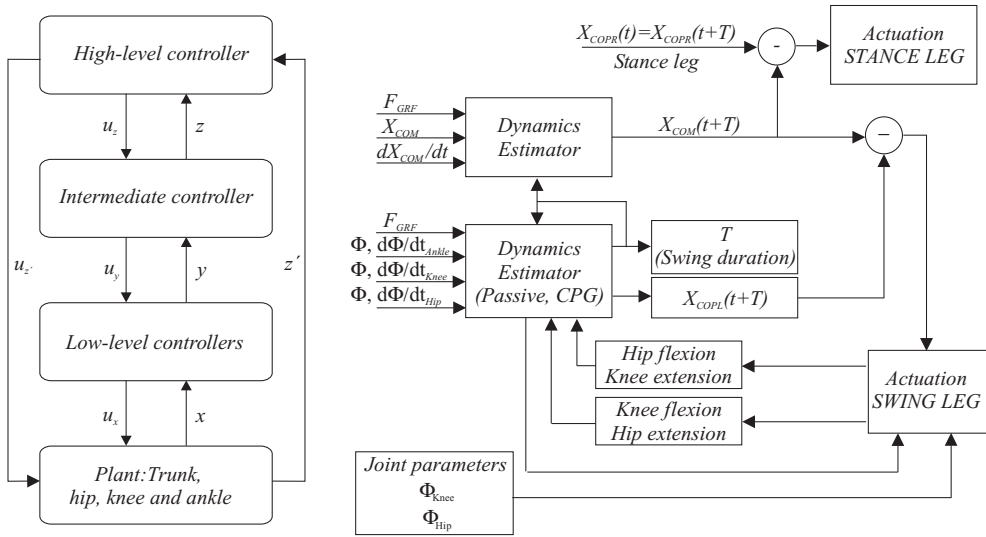 High-level controller
u_z
z
Intermediate controller
u_z′
u_y
y
z′
Low-level controllers
u_x
x
Plant:Trunk,
hip, knee and ankle
X_COPR(t)=X_COPR(t+T)
Stance leg
-
Actuation
STANCE LEG
F_GRF
X_COM
dX_COM/dt
Dynamics
Estimator
X_COM(t+T)
−
F_GRF
Φ, dΦ/dt_Ankle
Φ, dΦ/dt_Knee
Φ, dΦ/dt_Hip
Dynamics
Estimator
(Passive, CPG)
T
(Swing duration)
X_COPL(t+T)
Hip flexion
Knee extension
Knee flexion
Hip extension
Actuation
SWING LEG
Joint parameters
Φ_Knee
Φ_Hip